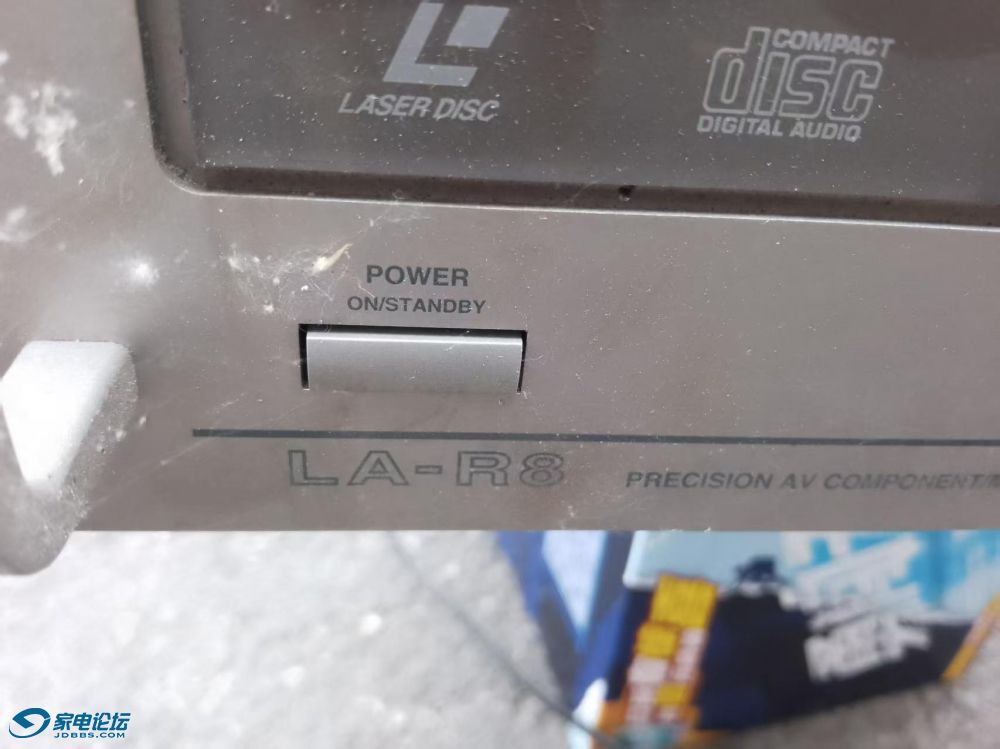 LASER DISC
COMPACT
disc
DIGITAL AUDIO
POWER
ON/STANDBY
LA-R8
PRECISION AV COMPONENT/
家电论坛
JDBBS.COM